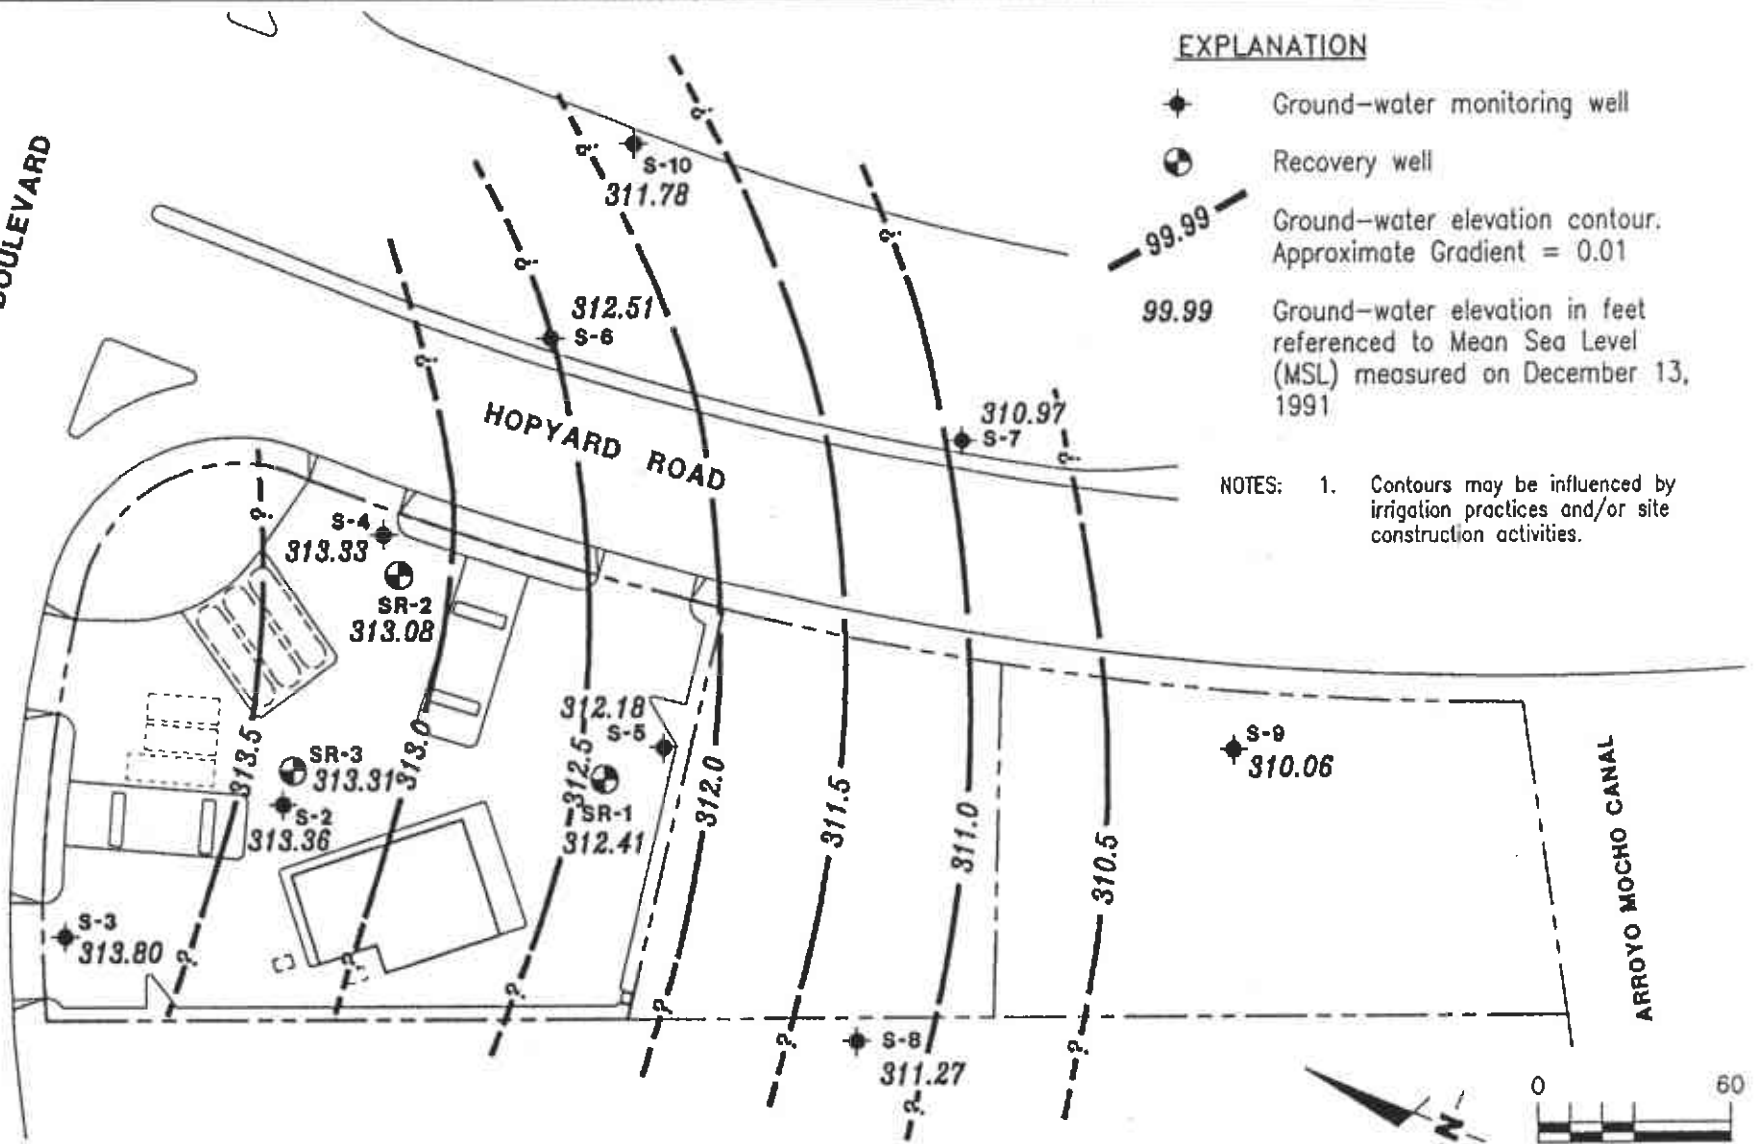 EXPLANATION
Ground-water monitoring well
Recovery well
99.99
Ground-water elevation contour.
Approximate Gradient = 0.01
99.99
Ground-water elevation in feet
referenced to Mean Sea Level
(MSL) measured on December 13,
1991
NOTES: 1. Contours may be influenced by
irrigation practices and/or site
construction activities.
BOULEVARD
S-10
311.78
312.51
S-6
HOPYARD ROAD
310.97
S-7
S-4
313.33
SR-2
313.08
312.18
S-5
SR-3
313.31
S-2
313.36
SR-1
312.41
S-3
313.80
S-9
310.06
S-8
311.27
313.5
313.0
312.5
312.0
311.5
311.0
310.5
?
?
?
?
?
?
?
?
?
?
?
?
?
?
ARROYO MOCHO CANAL
N
0 60